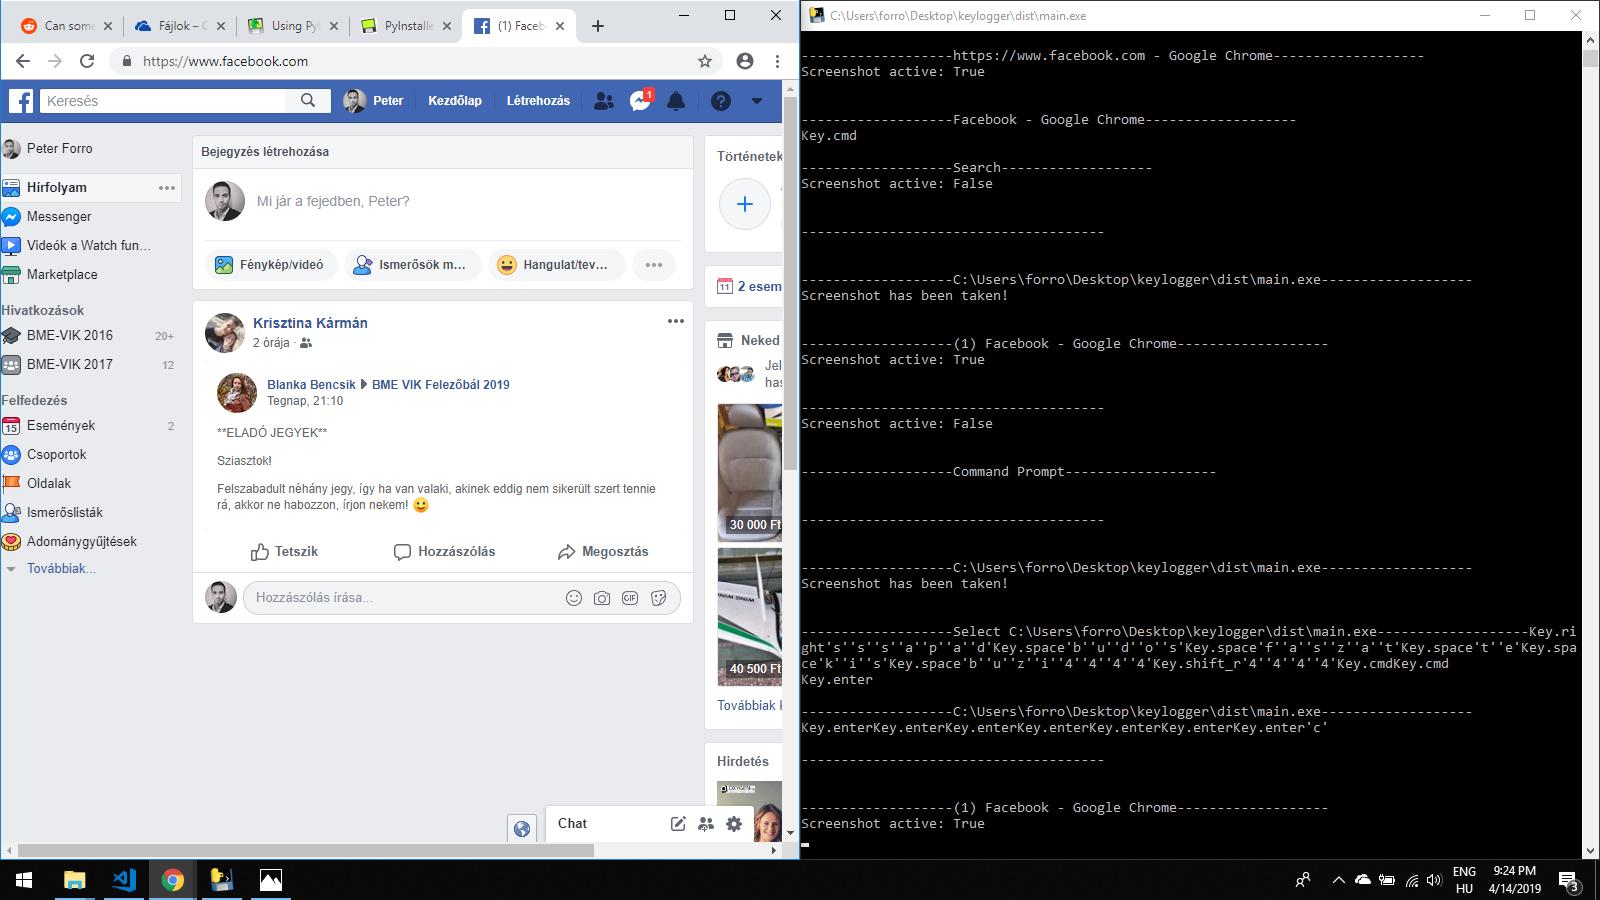 Can some
Fájlok – O
Using PyI
PyInstalle
(1) Faceb
https://www.facebook.com
Keresés
Peter
Kezdőlap
Létrehozás
1
Peter Forro
Hírfolyam
Messenger
Videók a Watch fun...
Marketplace
Hivatkozások
BME-VIK 2016 20+
BME-VIK 2017 12
Felfedezés
Események 2
Csoportok
Oldalak
Ismerőslisták
Adománygyűjtések
Továbbiak...
Bejegyzés létrehozása
Mi jár a fejedben, Peter?
Fénykép/videó
Ismerősök m...
Hangulat/tev...
Krisztina Kármán
2 órája ·
Blanka Bencsik BME VIK Felezőbál 2019
Tegnap, 21:10
**ELADÓ JEGYEK**
Sziasztok!
Felszabadult néhány jegy, így ha van valaki, akinek eddig nem sikerült szert tennie
rá, akkor ne habozzon, írjon nekem!
Tetszik
Hozzászólás
Megosztás
Hozzászólás írása...
GIF
Történetek
11
2 esem
Neked
Jel
has
30 000 Ft
40 500 Ft
Továbbiak
Hirdetés
Chat
C:\Users\forro\Desktop\keylogger\dist\main.exe
-------------------https://www.facebook.com - Google Chrome-------------------
Screenshot active: True
-------------------Facebook - Google Chrome-------------------
Key.cmd
-------------------Search-------------------
Screenshot active: False
--------------------------------------
-------------------C:\Users\forro\Desktop\keylogger\dist\main.exe-------------------
Screenshot has been taken!
-------------------(1) Facebook - Google Chrome-------------------
Screenshot active: True
--------------------------------------
Screenshot active: False
-------------------Command Prompt-------------------
--------------------------------------
-------------------C:\Users\forro\Desktop\keylogger\dist\main.exe-------------------
Screenshot has been taken!
-------------------Select C:\Users\forro\Desktop\keylogger\dist\main.exe-------------------Key.ri
ght's''s''s''a''p''a''d'Key.space'b''u''d''o''s'Key.space'f''a''s''z''a''t'Key.space't''e'Key.spa
ce'k''i''s'Key.space'b''u''z''i''4''4''4''4'Key.shift_r'4''4''4''4'Key.cmdKey.cmd
Key.enter
-------------------C:\Users\forro\Desktop\keylogger\dist\main.exe-------------------
Key.enterKey.enterKey.enterKey.enterKey.enterKey.enterKey.enter'c'
--------------------------------------
-------------------(1) Facebook - Google Chrome-------------------
Screenshot active: True
ENG
HU
9:24 PM
4/14/2019
3